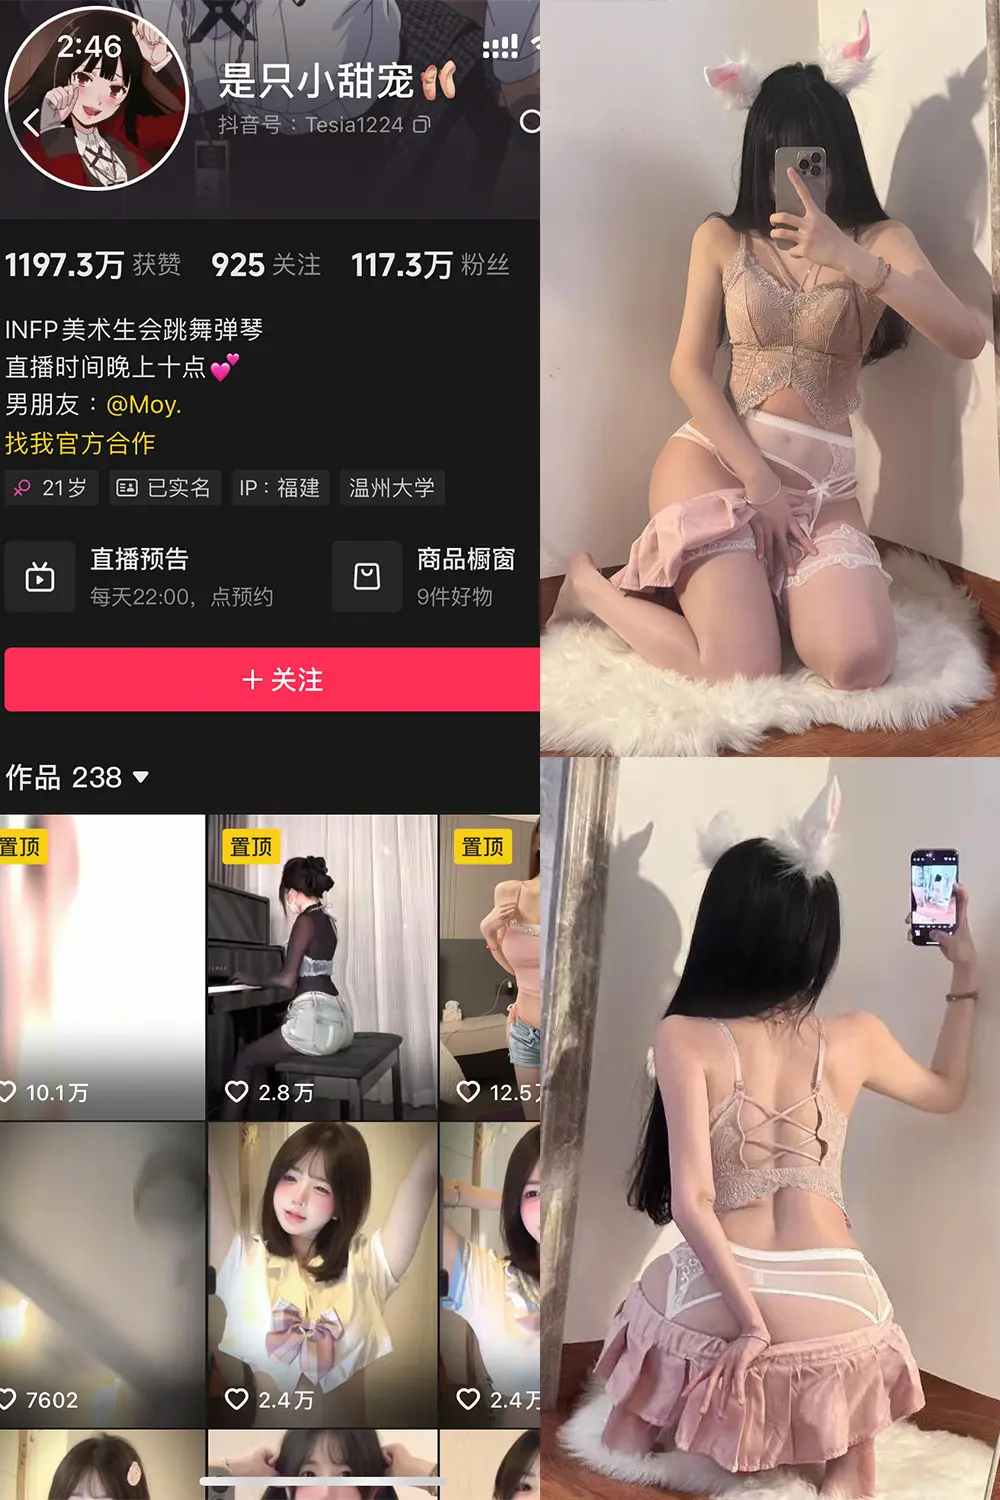 2:46
是只小甜宠
抖音号：Tesia1224
1197.3万 获赞 925 关注 117.3万 粉丝
INFP美术生会跳舞弹琴
直播时间晚上十点💕
男朋友：@Moy.
找我官方合作
21岁 已实名 IP：福建 温州大学
直播预告
每天22:00，点预约
商品橱窗
9件好物
+ 关注
作品 238
置顶 置顶 置顶
10.1万 2.8万 12.5
7602 2.4万 2.4万